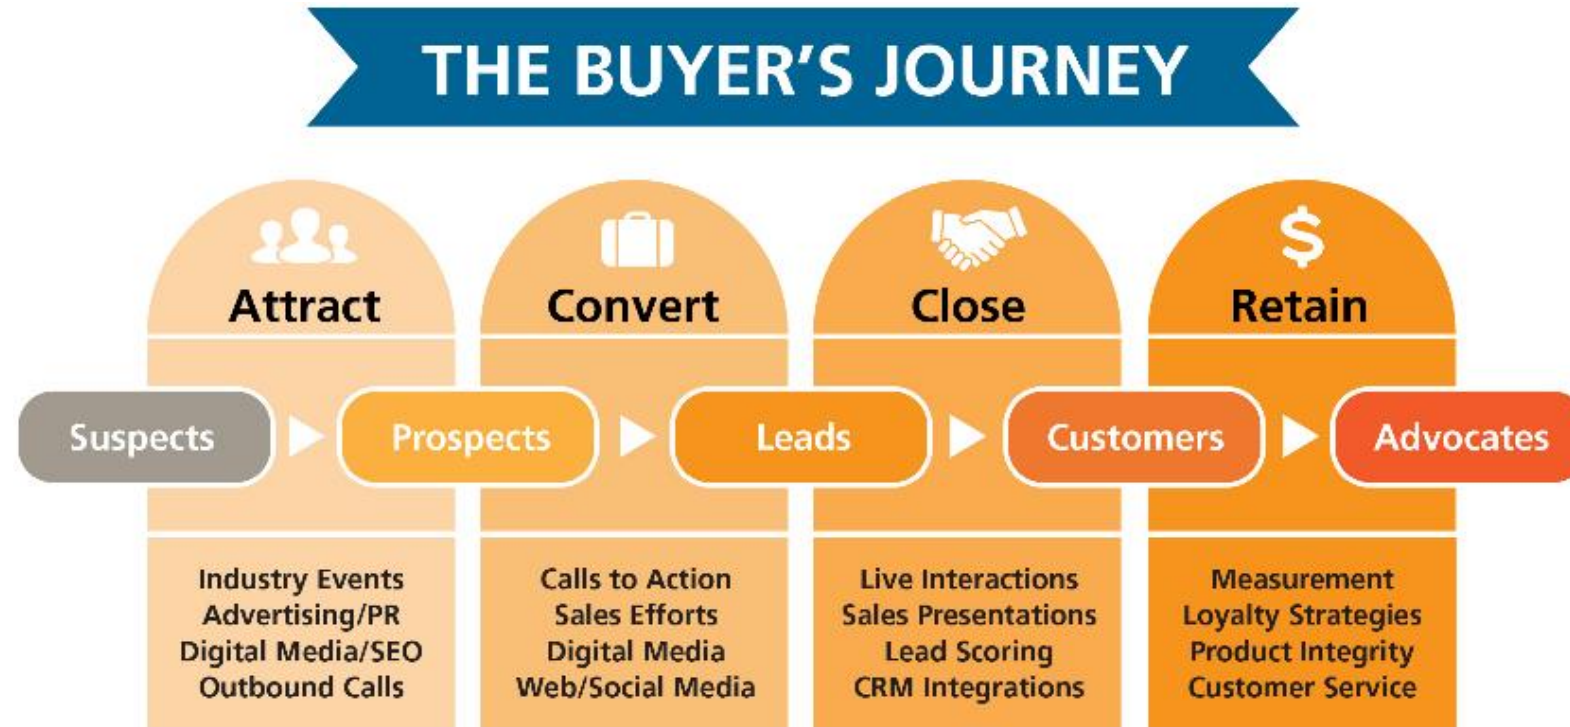 THE BUYER'S JOURNEY
Attract
Convert
Close
Retain
Suspects
Prospects
Leads
Customers
Advocates
Industry Events
Advertising/PR
Digital Media/SEO
Outbound Calls
Calls to Action
Sales Efforts
Digital Media
Web/Social Media
Live Interactions
Sales Presentations
Lead Scoring
CRM Integrations
Measurement
Loyalty Strategies
Product Integrity
Customer Service